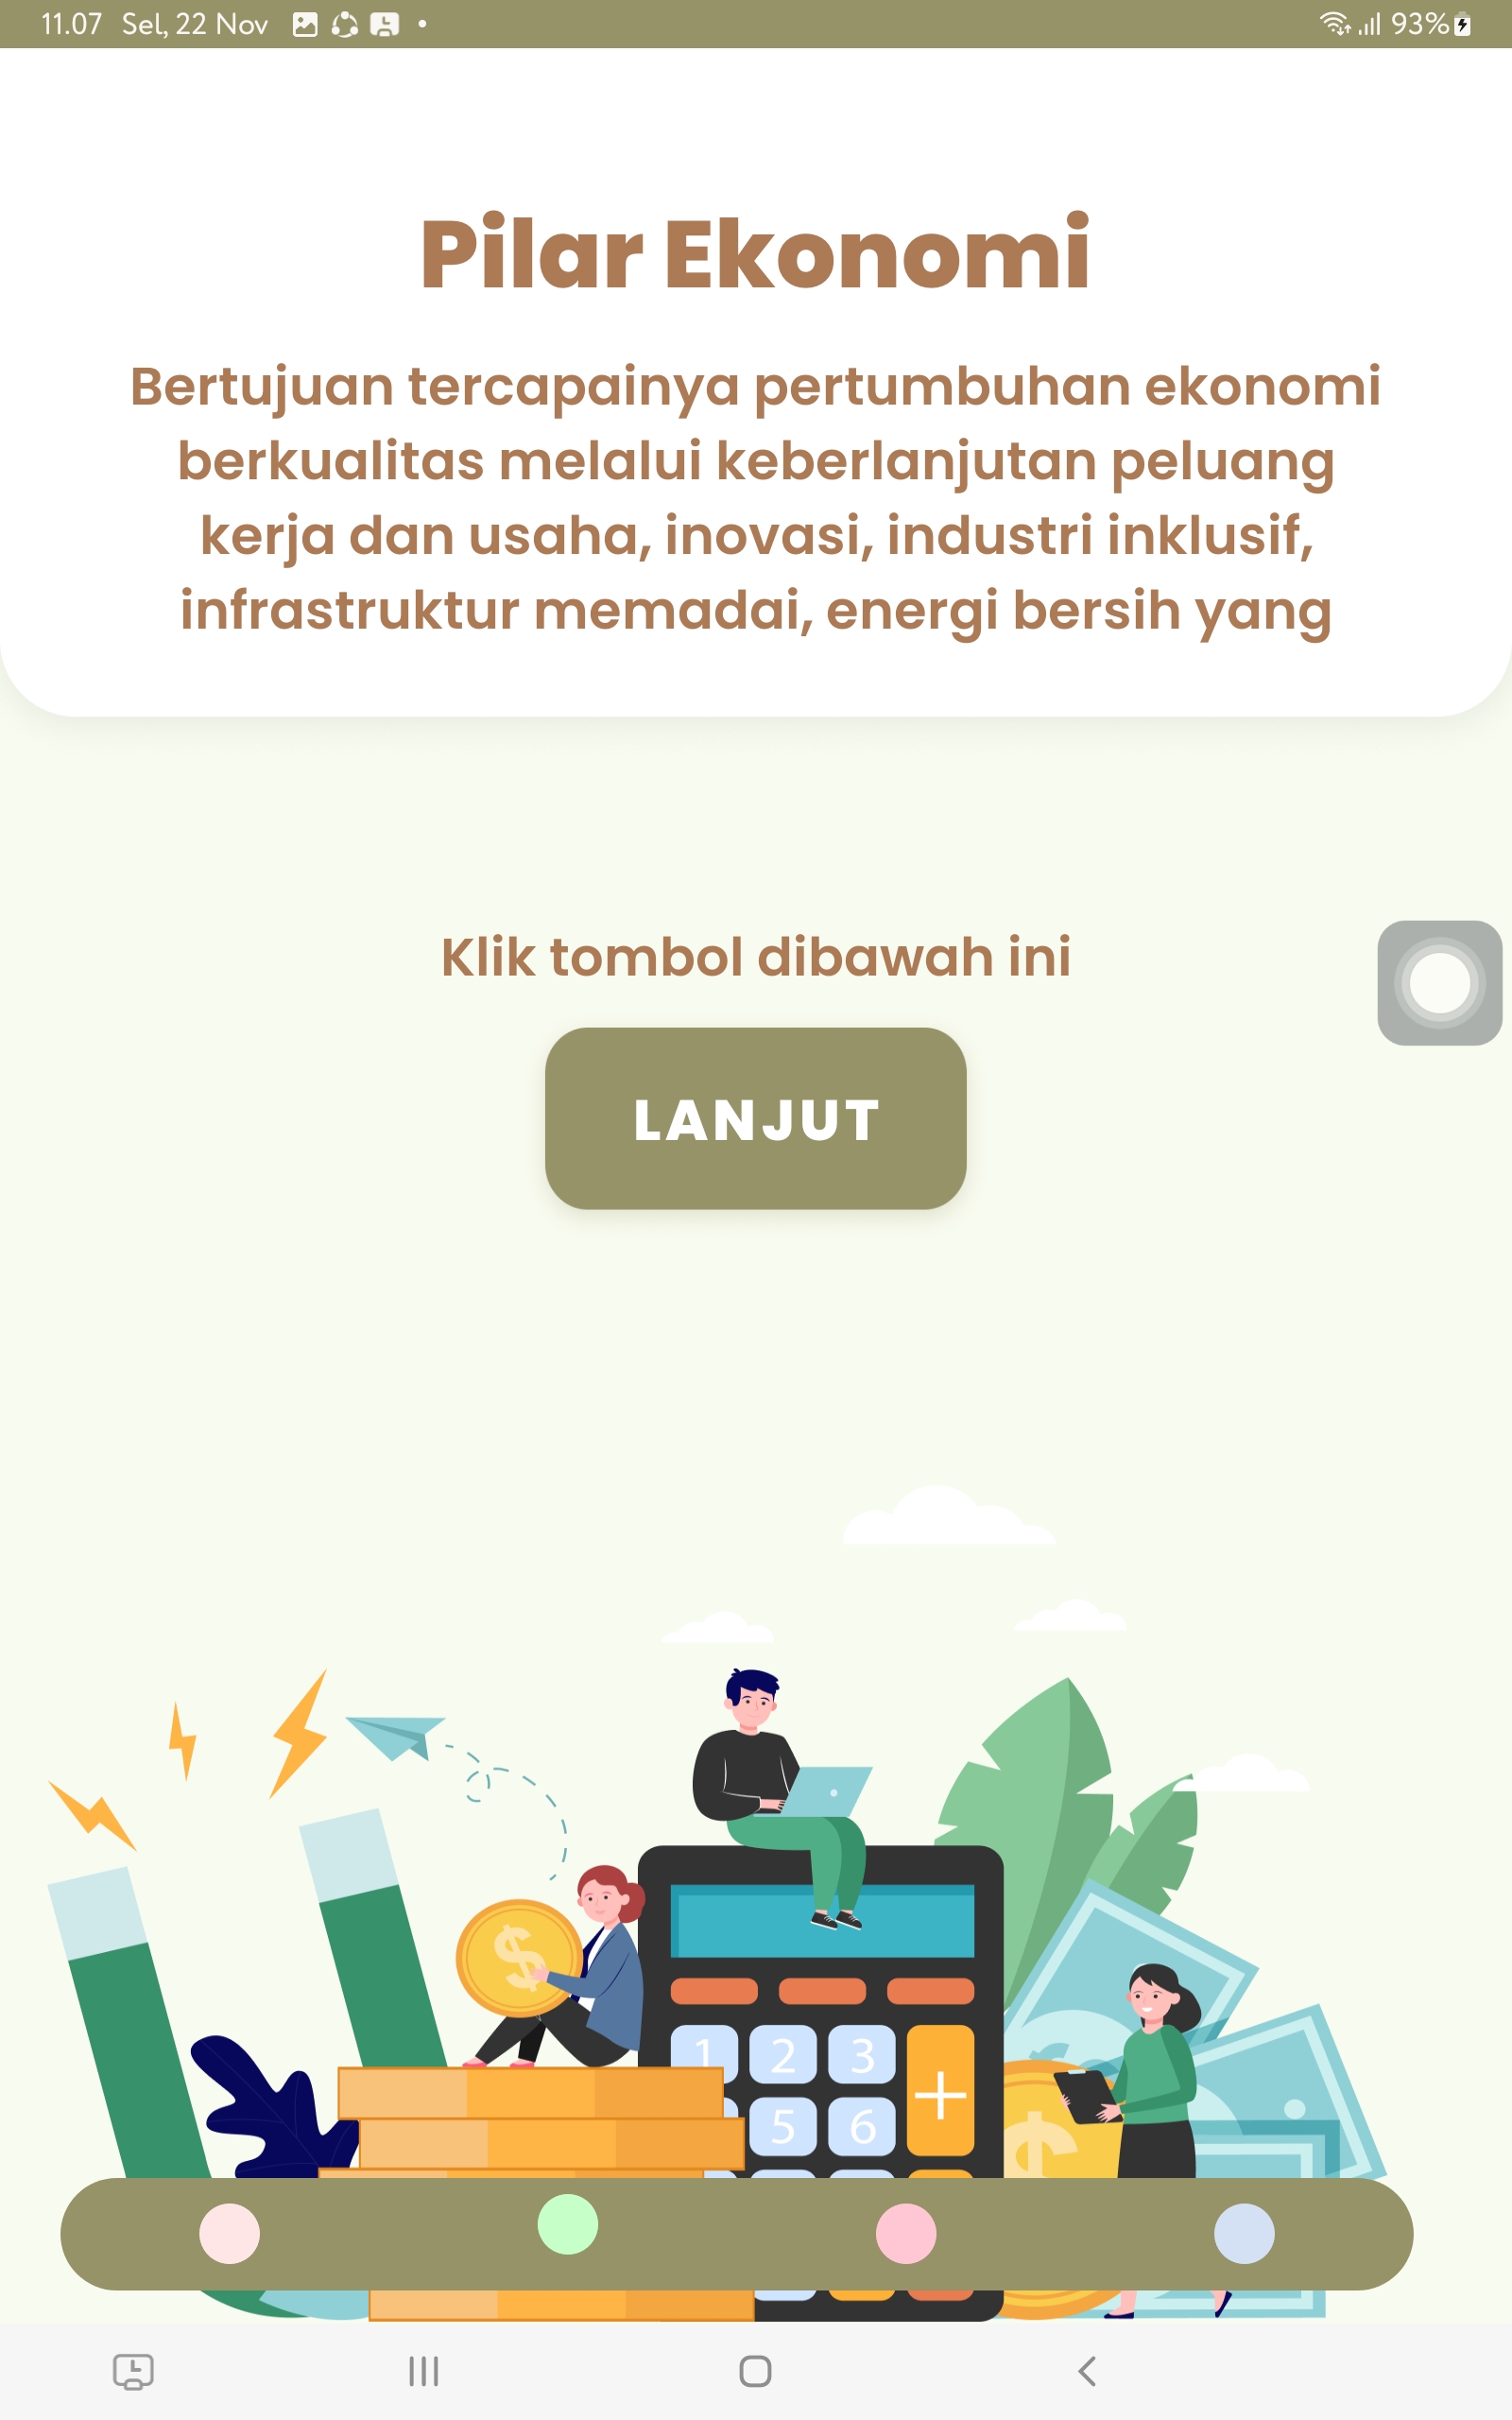 11.07 Sel, 22 Nov
93%
Pilar Ekonomi
Bertujuan tercapainya pertumbuhan ekonomi
berkualitas melalui keberlanjutan peluang
kerja dan usaha, inovasi, industri inklusif,
infrastruktur memadai, energi bersih yang
Klik tombol dibawah ini
LANJUT
$
1 2 3 +
5 6